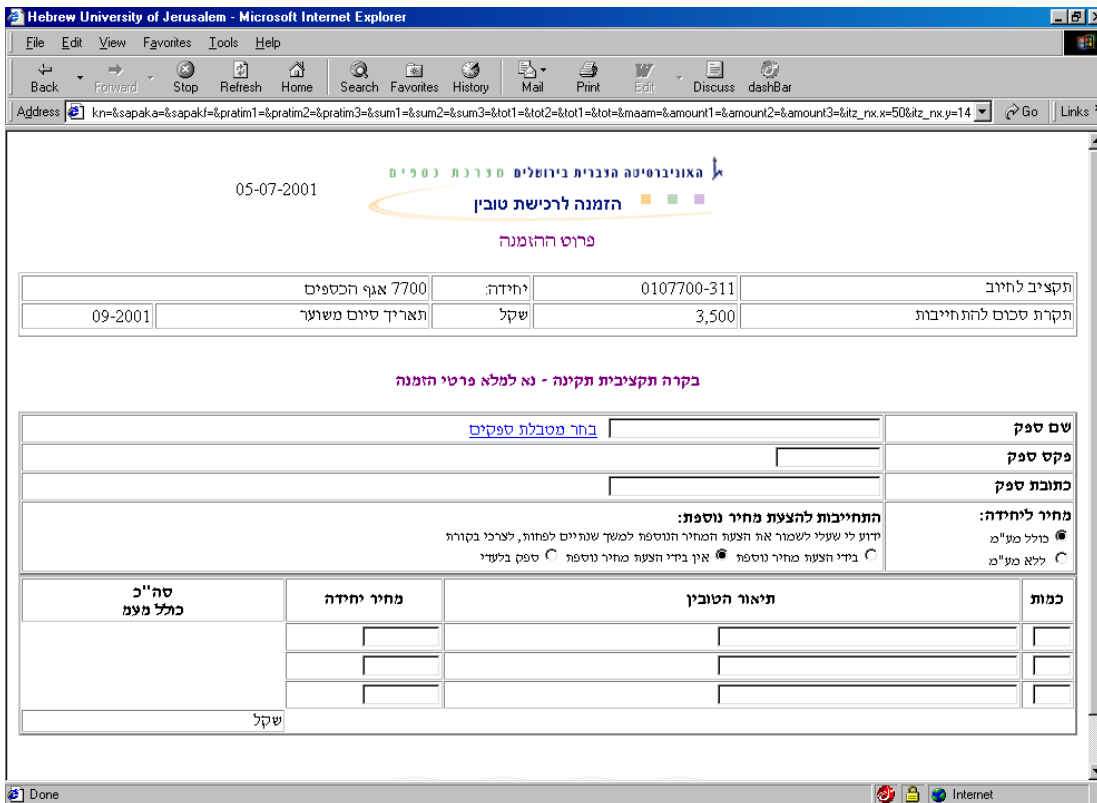 Hebrew University of Jerusalem - Microsoft Internet Explorer
File Edit View Favorites Tools Help
Back Forward Stop Refresh Home Search Favorites History Mail Print Edit Discuss dashBar
Address kn=&sapaka=&sapakf=&pratim1=&pratim2=&pratim3=&sum1=&sum2=&sum3=&tot1=&tot2=&tot1=&tot=&maam=&amount1=&amount2=&amount3=&itz_nx.x=50&itz_nx.y=14 Go Links
האוניברסיטה העברית בירושלים מערכת כספים
05-07-2001
הזמנה לרכישת טובין
פרוט ההזמנה
תקציב לחיוב 0107700-311 יחידה: 7700 אגף הכספים
תקרת סכום להתחייבות 3,500 שקל תאריך סיום משוער 09-2001
בקרה תקציבית תקינה - נא למלא פרטי הזמנה
שם ספק בחר מטבלת ספקים
פקס ספק
כתובת ספק
מחיר ליחידה: התחייבות להצעת מחיר נוספת:
ידוע לי שעלי לשמור את הצעת המחיר הנוספת למשך שנתיים לפחות, לצרכי בקורת
כולל מע"מ
בידי הצעת מחיר נוספת אין בידי הצעת מחיר נוספת ספק בלעדי
ללא מע"מ
כמות תיאור הטובין מחיר יחידה סה''כ
כולל מעמ
שקל
Done Internet